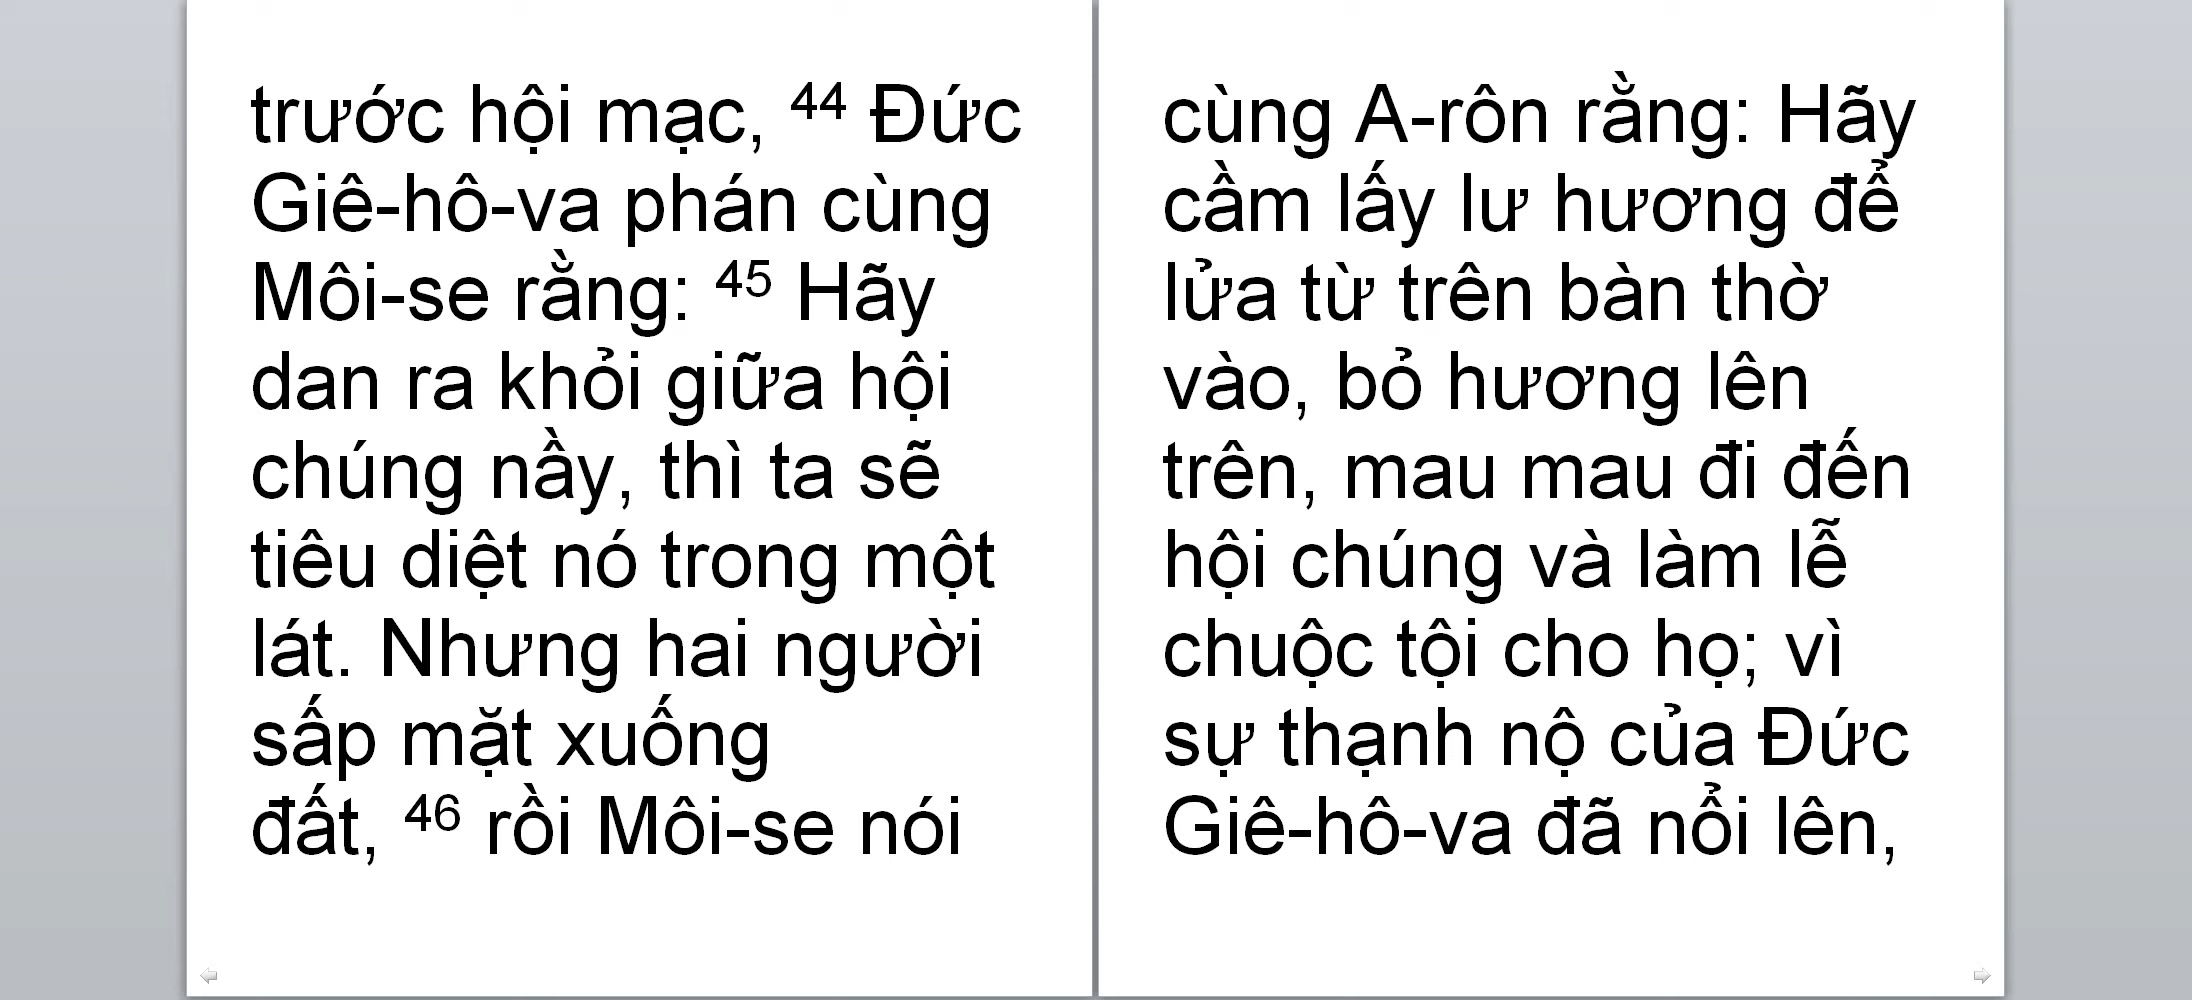 trước hội mạc, ⁴⁴ Đức
Giê-hô-va phán cùng
Môi-se rằng: ⁴⁵ Hãy
dan ra khỏi giữa hội
chúng nầy, thì ta sẽ
tiêu diệt nó trong một
lát. Nhưng hai người
sấp mặt xuống
đất, ⁴⁶ rồi Môi-se nói
cùng A-rôn rằng: Hãy
cầm lấy lư hương để
lửa từ trên bàn thờ
vào, bỏ hương lên
trên, mau mau đi đến
hội chúng và làm lễ
chuộc tội cho họ; vì
sự thạnh nộ của Đức
Giê-hô-va đã nổi lên,